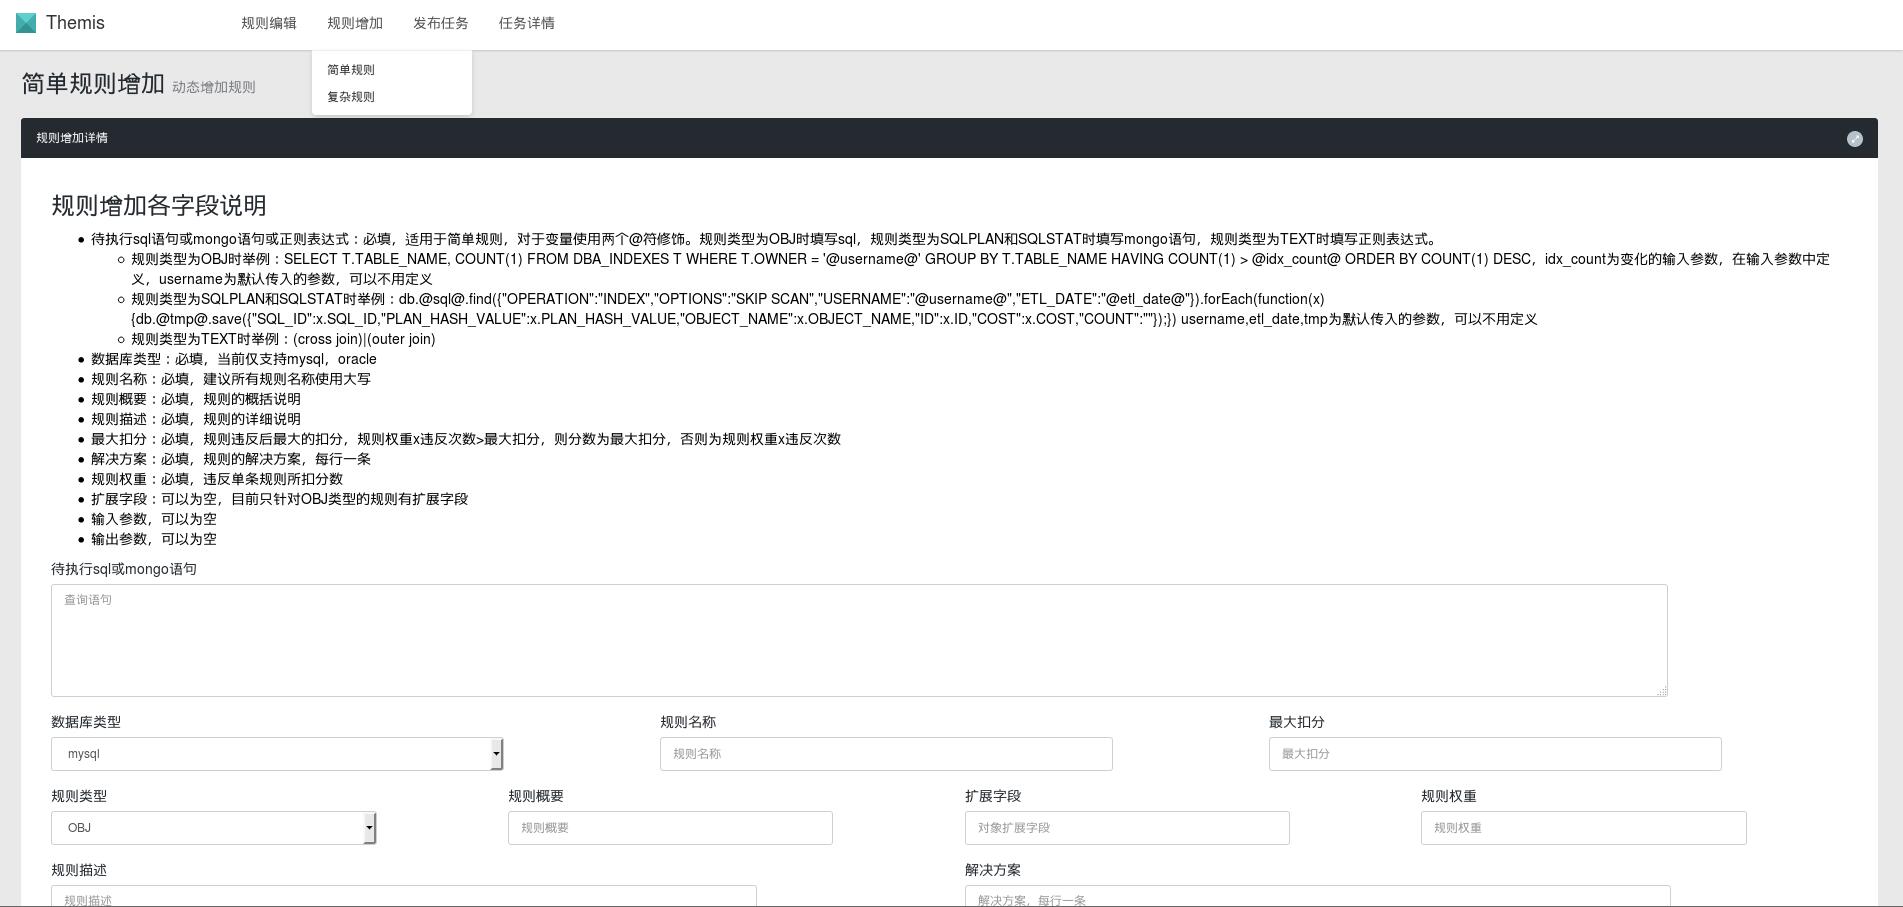 Themis
规则编辑 规则增加 发布任务 任务详情
简单规则
复杂规则
简单规则增加 动态增加规则
规则增加详情
规则增加各字段说明
待执行sql语句或mongo语句或正则表达式：必填，适用于简单规则，对于变量使用两个@符修饰。规则类型为OBJ时填写sql，规则类型为SQLPLAN和SQLSTAT时填写mongo语句，规则类型为TEXT时填写正则表达式。
规则类型为OBJ时举例：SELECT T.TABLE_NAME, COUNT(1) FROM DBA_INDEXES T WHERE T.OWNER = '@username@' GROUP BY T.TABLE_NAME HAVING COUNT(1) > @idx_count@ ORDER BY COUNT(1) DESC，idx_count为变化的输入参数，在输入参数中定
义，username为默认传入的参数，可以不用定义
规则类型为SQLPLAN和SQLSTAT时举例：db.@sql@.find({"OPERATION":"INDEX","OPTIONS":"SKIP SCAN","USERNAME":"@username@","ETL_DATE":"@etl_date@"}).forEach(function(x)
{db.@tmp@.save({"SQL_ID":x.SQL_ID,"PLAN_HASH_VALUE":x.PLAN_HASH_VALUE,"OBJECT_NAME":x.OBJECT_NAME,"ID":x.ID,"COST":x.COST,"COUNT":""});}) username,etl_date,tmp为默认传入的参数，可以不用定义
规则类型为TEXT时举例：(cross join)|(outer join)
数据库类型：必填，当前仅支持mysql，oracle
规则名称：必填，建议所有规则名称使用大写
规则概要：必填，规则的概括说明
规则描述：必填，规则的详细说明
最大扣分：必填，规则违反后最大的扣分，规则权重x违反次数>最大扣分，则分数为最大扣分，否则为规则权重x违反次数
解决方案：必填，规则的解决方案，每行一条
规则权重：必填，违反单条规则所扣分数
扩展字段：可以为空，目前只针对OBJ类型的规则有扩展字段
输入参数，可以为空
输出参数，可以为空
待执行sql或mongo语句
查询语句
数据库类型 规则名称 最大扣分
mysql 规则名称 最大扣分
规则类型 规则概要 扩展字段 规则权重
OBJ 规则概要 对象扩展字段 规则权重
规则描述 解决方案
规则描述 解决方案，每行一条